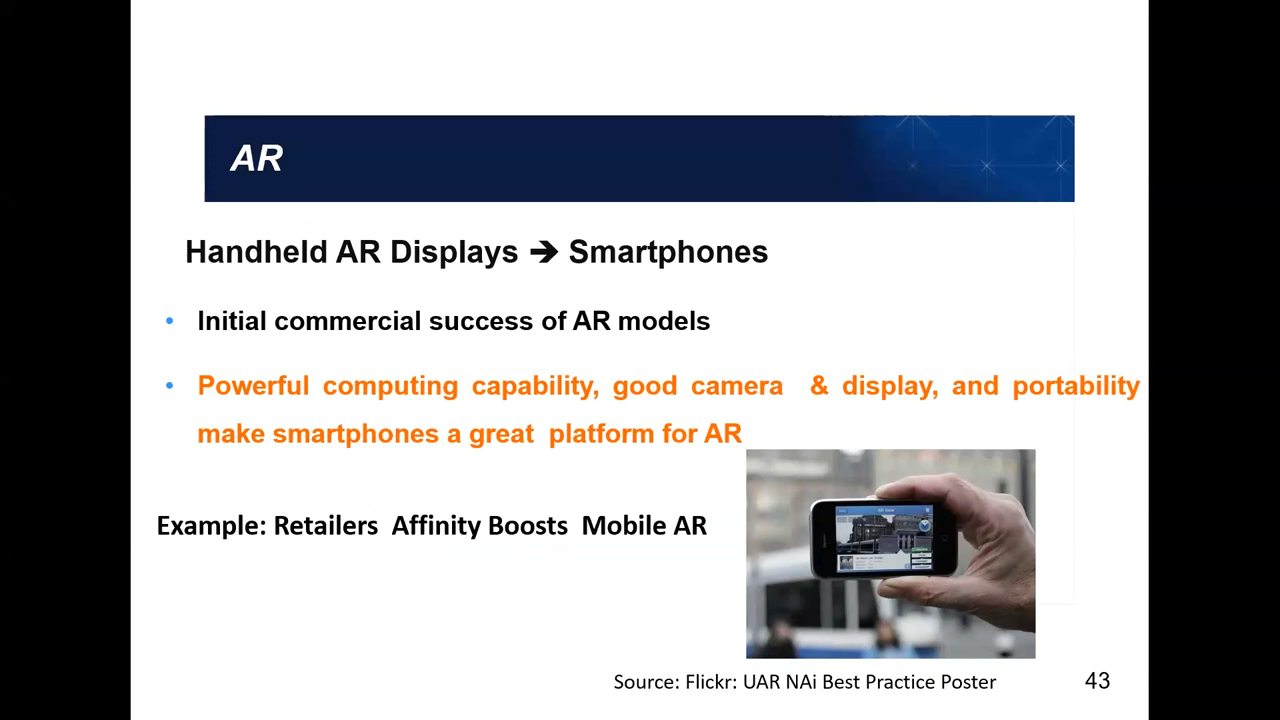 AR
Handheld AR Displays ➔ Smartphones
• Initial commercial success of AR models
• Powerful computing capability, good camera & display, and portability
make smartphones a great platform for AR
Example: Retailers Affinity Boosts Mobile AR
Source: Flickr: UAR NAi Best Practice Poster
43